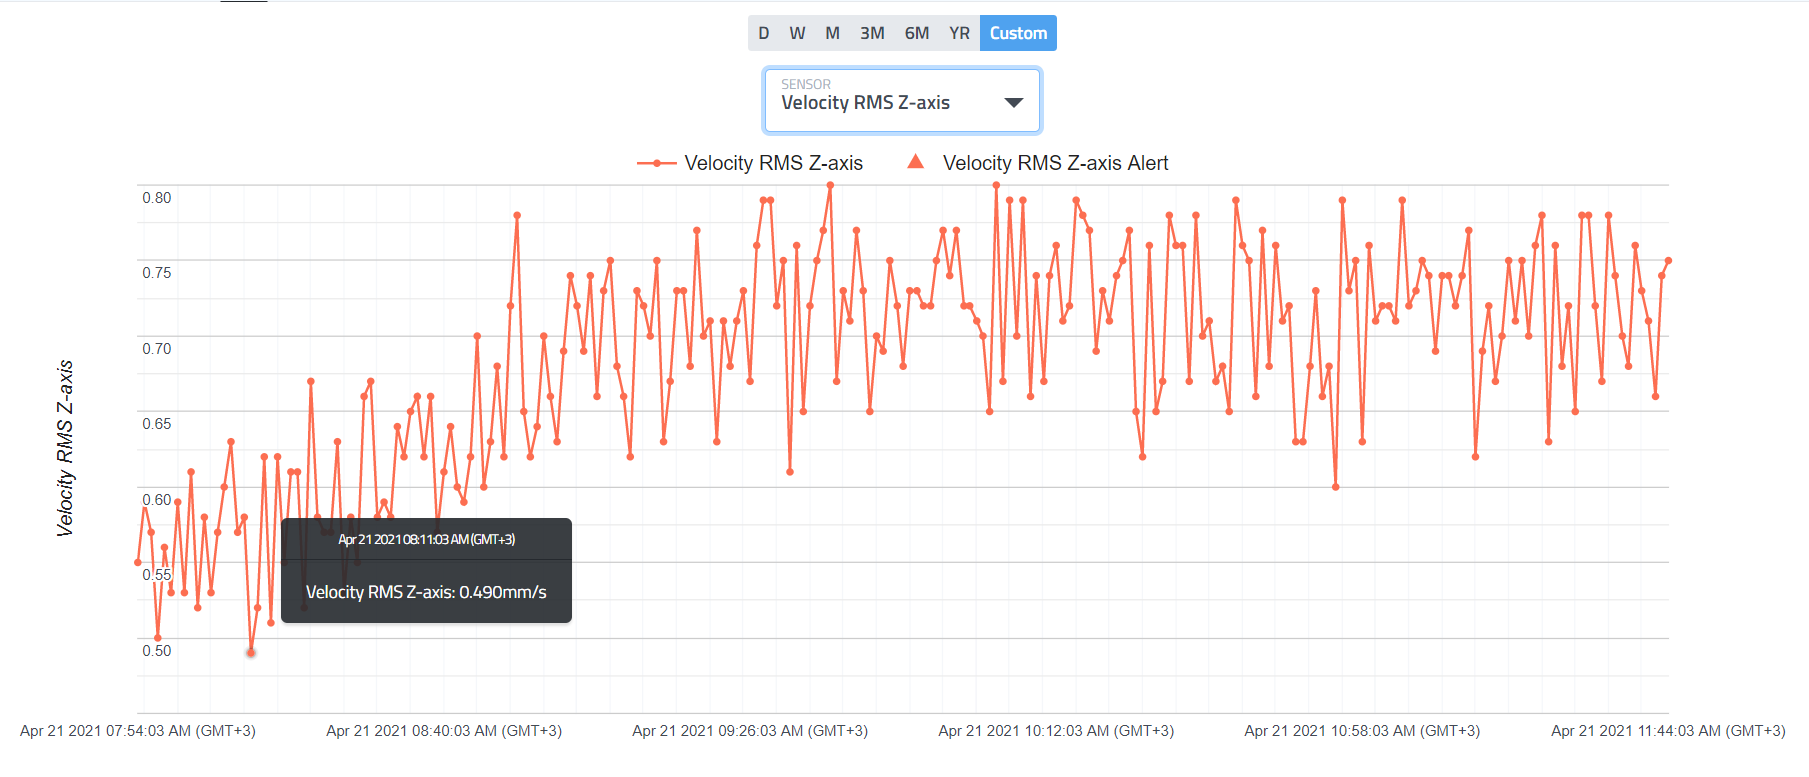 D W M 3M 6M YR Custom
SENSOR
Velocity RMS Z-axis
Velocity RMS Z-axis Velocity RMS Z-axis Alert
0.80
0.75
0.70
0.65
0.60
0.55
0.50
Velocity RMS Z-axis
Apr 21 2021 08:11:03 AM (GMT+3)
Velocity RMS Z-axis: 0.490mm/s
Apr 21 2021 07:54:03 AM (GMT+3) Apr 21 2021 08:40:03 AM (GMT+3) Apr 21 2021 09:26:03 AM (GMT+3) Apr 21 2021 10:12:03 AM (GMT+3) Apr 21 2021 10:58:03 AM (GMT+3) Apr 21 2021 11:44:03 AM (GMT+3)